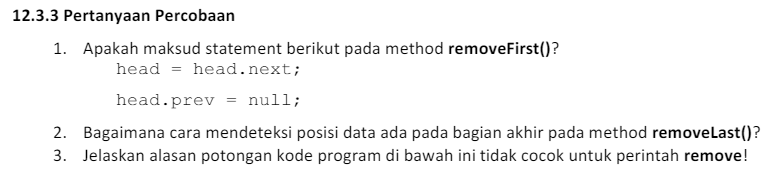 12.3.3 Pertanyaan Percobaan
1. Apakah maksud statement berikut pada method removeFirst()?
head = head.next;
head.prev = null;
2. Bagaimana cara mendeteksi posisi data ada pada bagian akhir pada method removeLast()?
3. Jelaskan alasan potongan kode program di bawah ini tidak cocok untuk perintah remove!